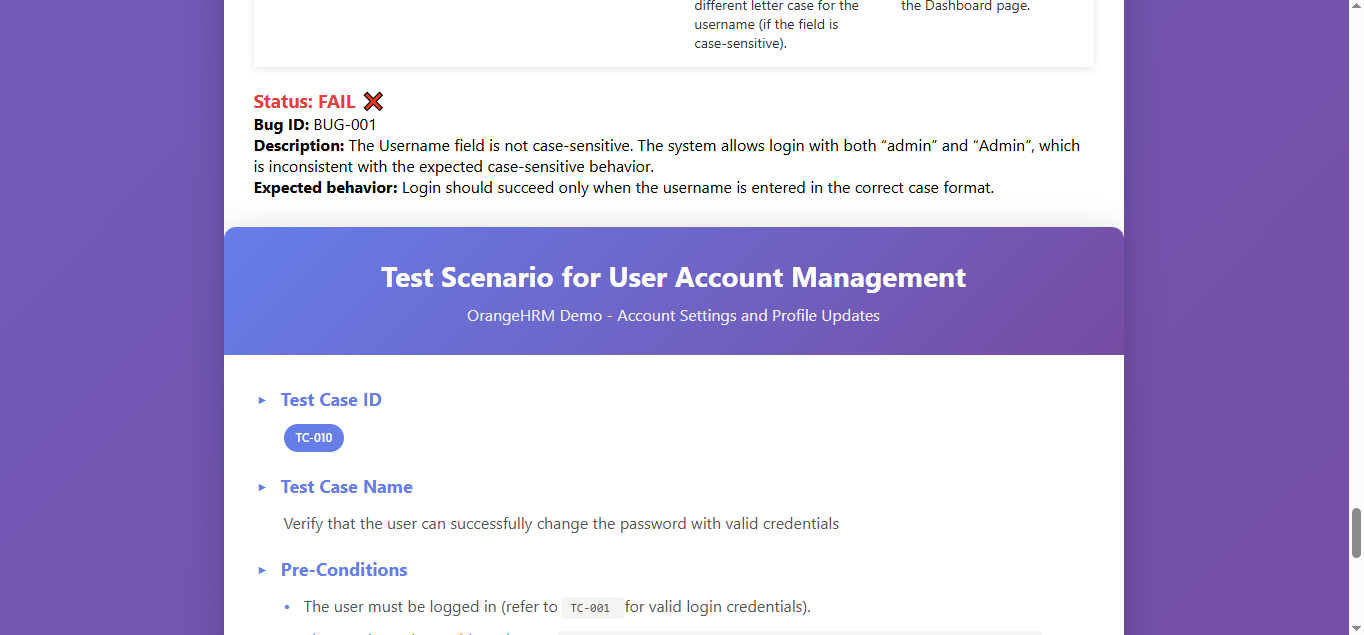 different letter case for the
the Dashboard page.
username (if the field is
case-sensitive).
Status: FAIL ❌
Bug ID: BUG-001
Description: The Username field is not case-sensitive. The system allows login with both “admin” and “Admin”, which
is inconsistent with the expected case-sensitive behavior.
Expected behavior: Login should succeed only when the username is entered in the correct case format.
Test Scenario for User Account Management
OrangeHRM Demo - Account Settings and Profile Updates
► Test Case ID
TC-010
► Test Case Name
Verify that the user can successfully change the password with valid credentials
► Pre-Conditions
• The user must be logged in (refer to TC-001 for valid login credentials).